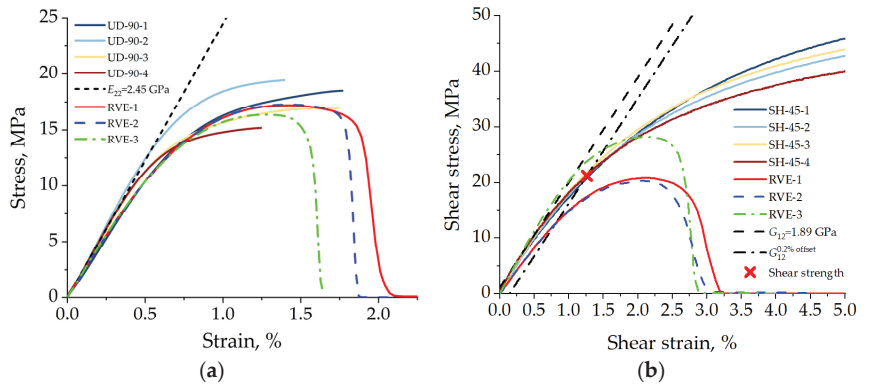 UD-90-1
UD-90-2
UD-90-3
UD-90-4
E22=2.45 GPa
RVE-1
RVE-2
RVE-3
25
20
15
10
5
0
0.0 0.5 1.0 1.5 2.0
Stress, MPa
Strain, %
(a)
50
40
30
20
10
0
0.0 0.5 1.0 1.5 2.0 2.5 3.0 3.5 4.0 4.5 5.0
Shear stress, MPa
Shear strain, %
SH-45-1
SH-45-2
SH-45-3
SH-45-4
RVE-1
RVE-2
RVE-3
G12=1.89 GPa
G12 0.2% offset
Shear strength
(b)